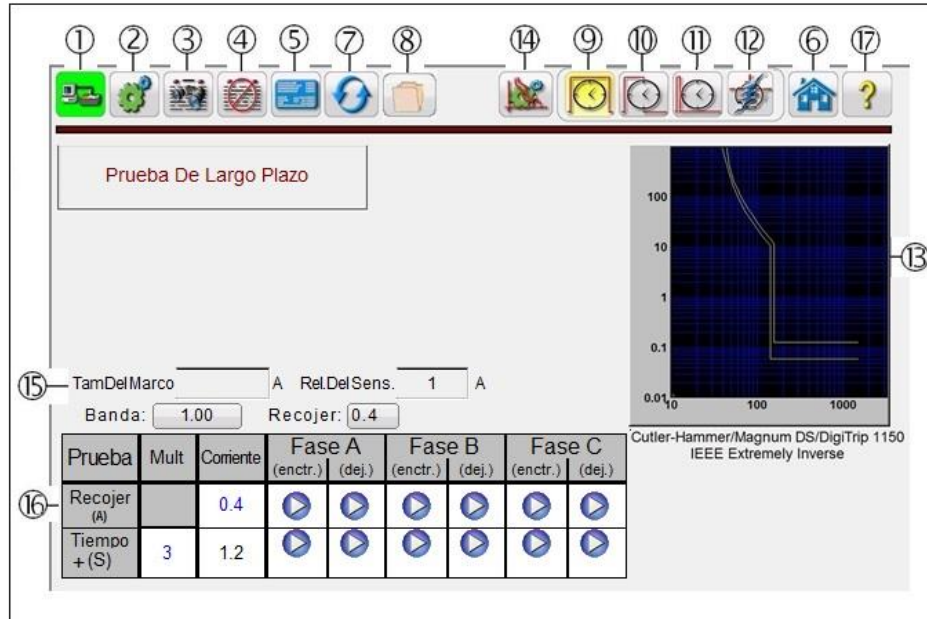 ① ② ③ ④ ⑤ ⑦ ⑧ ⑭ ⑨ ⑩ ⑪ ⑫ ⑥ ⑰
?
Prueba De Largo Plazo
100
10
1
0.1
0.01
10 100 1000
⑬
Cutler-Hammer/Magnum DS/DigiTrip 1150
IEEE Extremely Inverse
⑮ TamDelMarco A Rel.DelSens. 1 A
Banda: 1.00 Recojer: 0.4
Prueba Mult Corriente Fase A Fase B Fase C
(enctr.) (dej.) (enctr.) (dej.) (enctr.) (dej.)
⑯ Recojer
(A)
0.4
Tiempo
+(S)
3 1.2